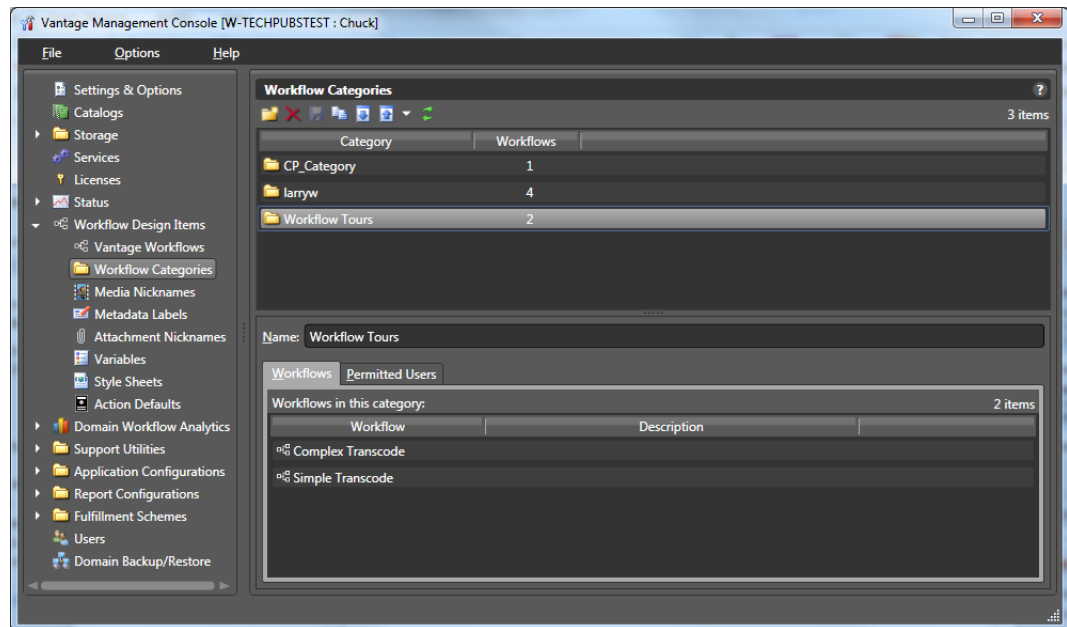 Vantage Management Console [W-TECHPUBSTEST : Chuck]
File Options Help
Settings & Options
Catalogs
Storage
Services
Licenses
Status
Workflow Design Items
Vantage Workflows
Workflow Categories
Media Nicknames
Metadata Labels
Attachment Nicknames
Variables
Style Sheets
Action Defaults
Domain Workflow Analytics
Support Utilities
Application Configurations
Report Configurations
Fulfillment Schemes
Users
Domain Backup/Restore
Workflow Categories ?
3 items
Category Workflows
CP_Category 1
larryw 4
Workflow Tours 2
Name: Workflow Tours
Workflows Permitted Users
Workflows in this category: 2 items
Workflow Description
Complex Transcode
Simple Transcode